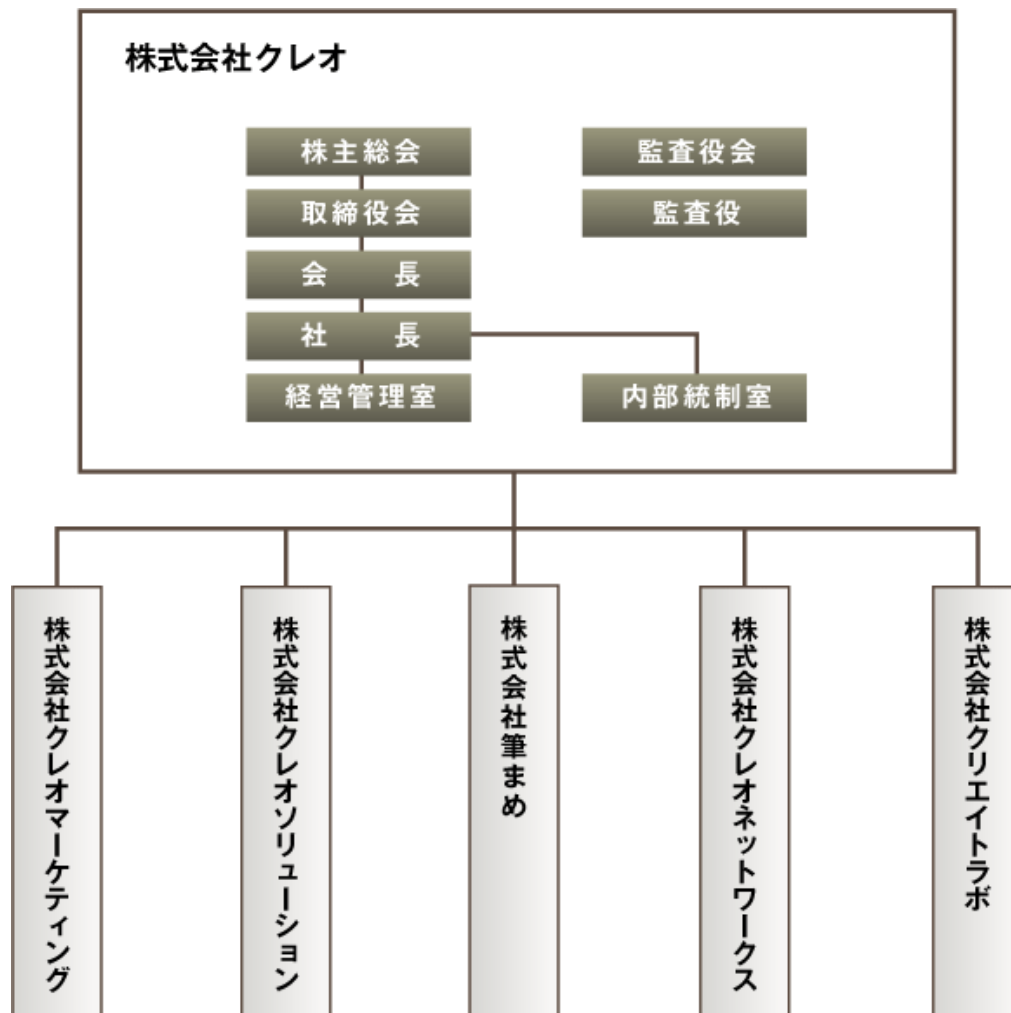 株式会社クレオ
株主総会
監査役会
取締役会
監査役
会　長
社　長
経営管理室
内部統制室
株式会社クレオマーケティング
株式会社クレオソリューション
株式会社筆まめ
株式会社クレオネットワークス
株式会社クリエイトラボ